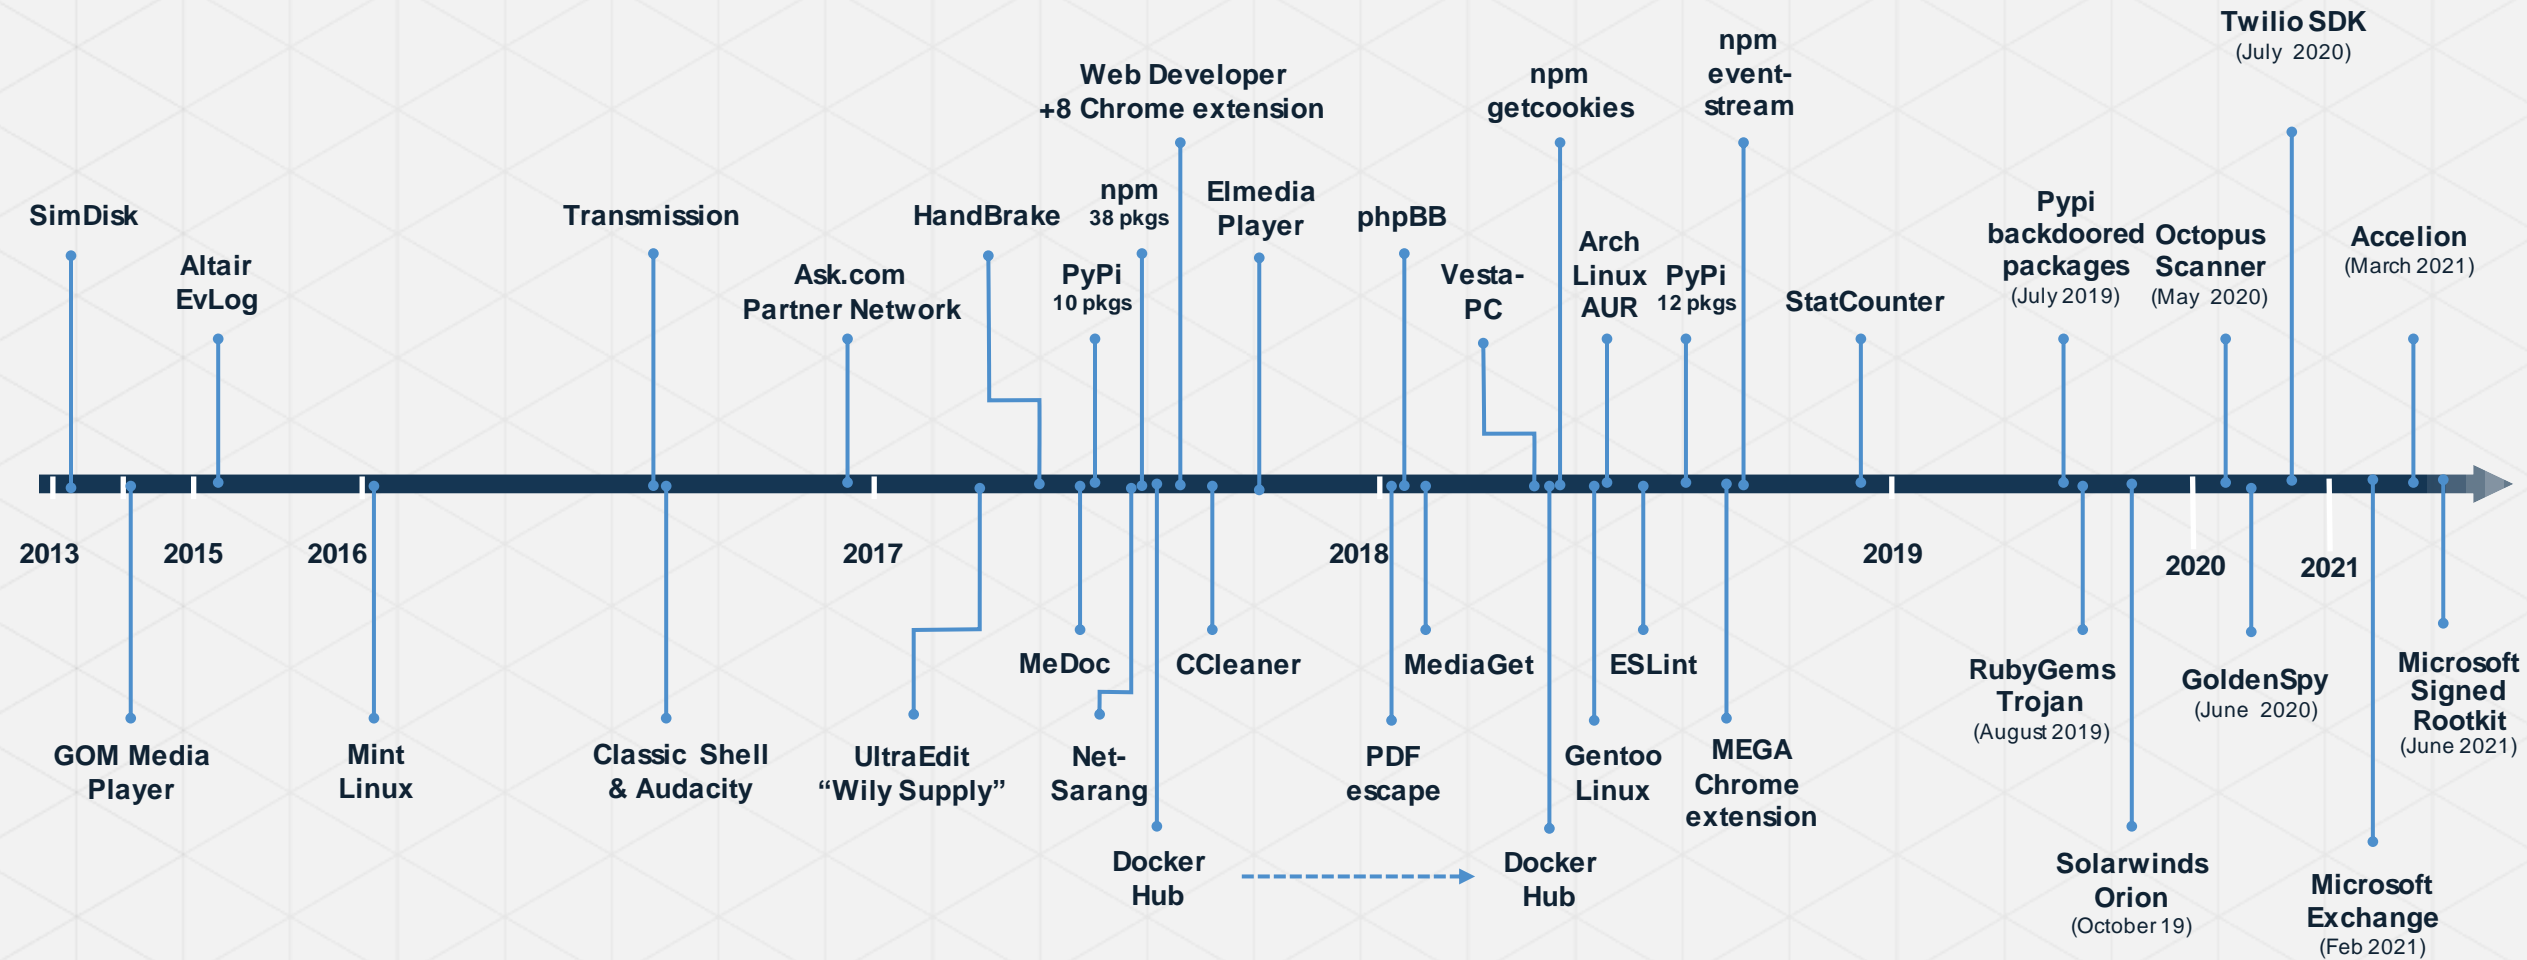 Twilio SDK
(July 2020)
npm
event-
stream
Web Developer
+8 Chrome extension
npm
getcookies
SimDisk
Altair
EvLog
Transmission
Ask.com
Partner Network
HandBrake
PyPi
10 pkgs
npm
38 pkgs
Elmedia
Player
phpBB
Vesta-
PC
Arch
Linux
AUR
PyPi
12 pkgs
StatCounter
Pypi
backdoored
packages
(July 2019)
Octopus
Scanner
(May 2020)
Accelion
(March 2021)
2013
2015
2016
2017
2018
2019
2020
2021
GOM Media
Player
Mint
Linux
Classic Shell
& Audacity
UltraEdit
“Wily Supply”
MeDoc
Net-
Sarang
Docker
Hub
CCleaner
PDF
escape
MediaGet
Docker
Hub
Gentoo
Linux
ESLint
MEGA
Chrome
extension
RubyGems
Trojan
(August 2019)
Solarwinds
Orion
(October 19)
GoldenSpy
(June 2020)
Microsoft
Exchange
(Feb 2021)
Microsoft
Signed
Rootkit
(June 2021)